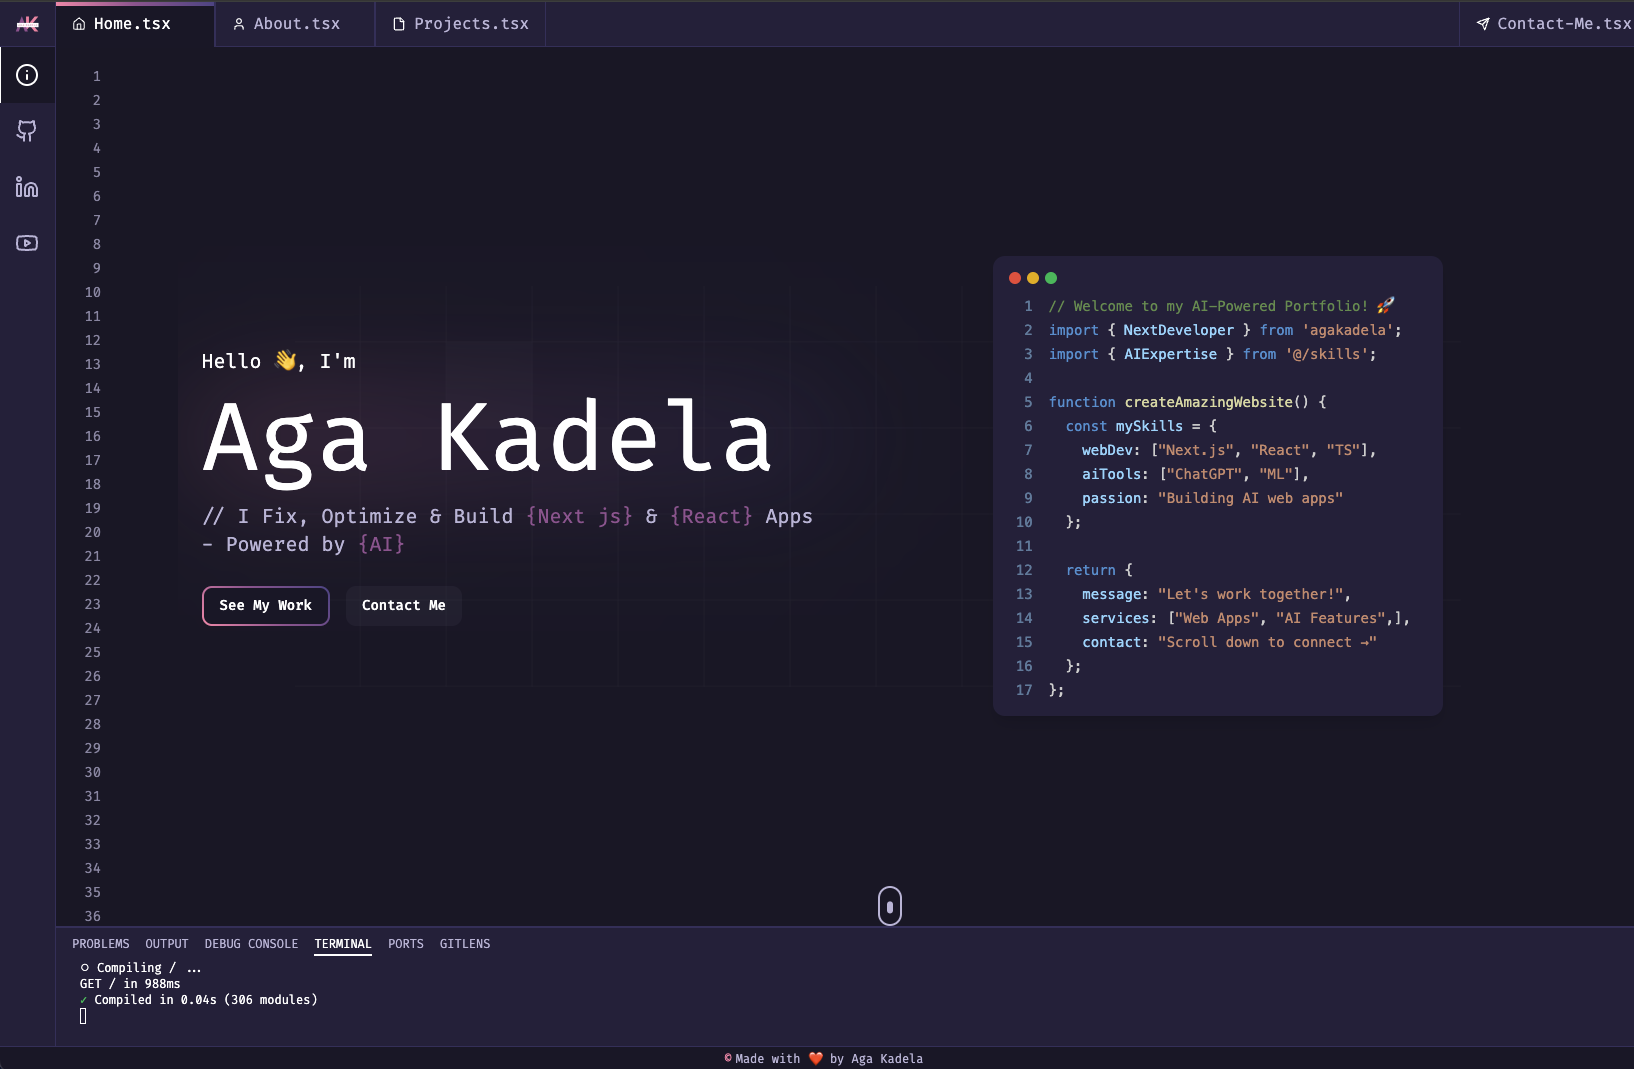 AK
Home.tsx
About.tsx
Projects.tsx
Contact-Me.tsx
1
2
3
4
5
6
7
8
9
10
11
12
13
14
15
16
17
18
19
20
21
22
23
24
25
26
27
28
29
30
31
32
33
34
35
36
Hello 👋, I'm
Aga Kadela
// I Fix, Optimize & Build {Next js} & {React} Apps
- Powered by {AI}
See My Work
Contact Me
1 // Welcome to my AI-Powered Portfolio! 🚀
2 import { NextDeveloper } from 'agakadela';
3 import { AIExpertise } from '@/skills';
4
5 function createAmazingWebsite() {
6 const mySkills = {
7 webDev: ["Next.js", "React", "TS"],
8 aiTools: ["ChatGPT", "ML"],
9 passion: "Building AI web apps"
10 };
11
12 return {
13 message: "Let's work together!",
14 services: ["Web Apps", "AI Features",],
15 contact: "Scroll down to connect →"
16 };
17 };
PROBLEMS OUTPUT DEBUG CONSOLE TERMINAL PORTS GITLENS
○ Compiling / ...
GET / in 988ms
✓ Compiled in 0.04s (306 modules)
© Made with ❤️ by Aga Kadela